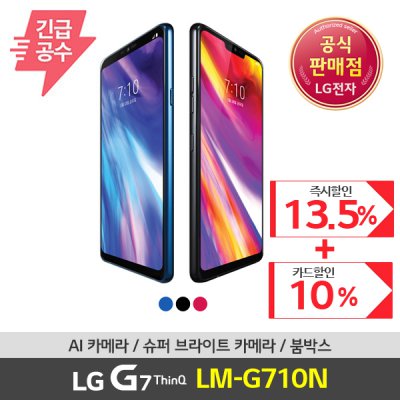 긴급
공수
공식
판매점
LG전자
7:10
7:10
즉시할인
13.5%
+
카드할인
10%
AI 카메라 / 슈퍼 브라이트 카메라 / 붐박스
LG G7 ThinQ LM-G710N